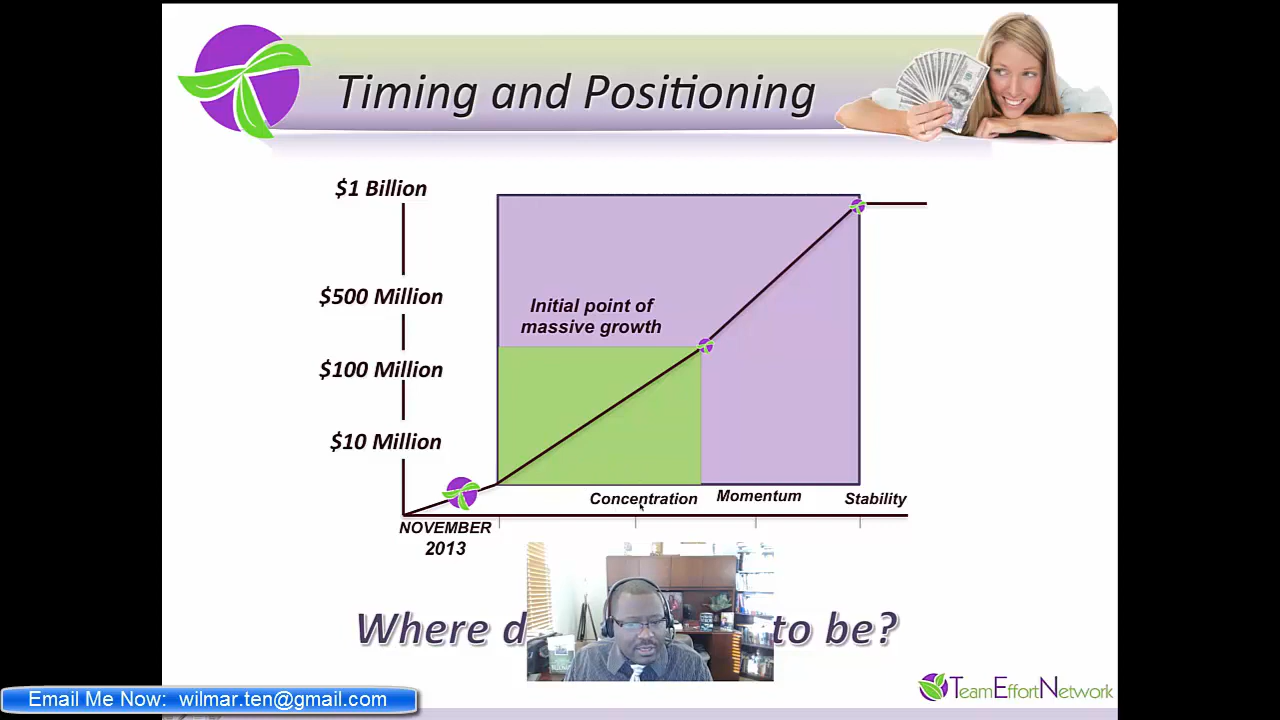 Timing and Positioning
$1 Billion
$500 Million
Initial point of
massive growth
$100 Million
$10 Million
Concentration
Momentum
Stability
NOVEMBER
2013
Where d
to be?
TeamEffortNetwork
Email Me Now: wilmar.ten@gmail.com